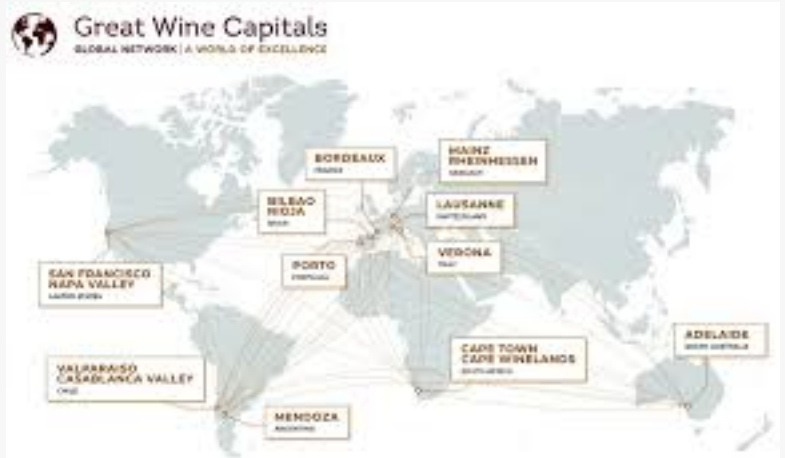 Great Wine Capitals
GLOBAL NETWORK | A WORLD OF EXCELLENCE
BORDEAUX
FRANCE
MAINZ
RHEINHESSEN
GERMANY
BILBAO
RIOJA
SPAIN
LAUSANNE
SWITZERLAND
PORTO
PORTUGAL
VERONA
ITALY
SAN FRANCISCO
NAPA VALLEY
UNITED STATES
ADELAIDE
SOUTH AUSTRALIA
CAPE TOWN
CAPE WINELANDS
SOUTH AFRICA
VALPARAISO
CASABLANCA VALLEY
CHILE
MENDOZA
ARGENTINA